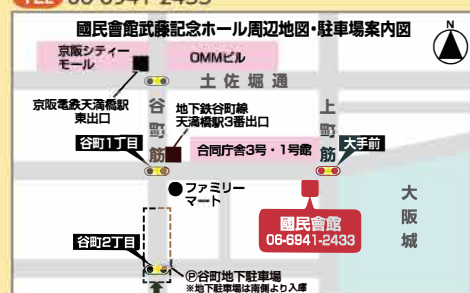 TEL 06-6941-2433
國民會館武藤記念ホール周辺地図・駐車場案内図
N
京阪シティー
モール
OMMビル
土佐堀通
京阪電鉄天満橋駅
東出口
谷町筋
地下鉄谷町線
天満橋駅3番出口
上町筋
谷町1丁目
合同庁舎3号・1号館
大手前
ファミリー
マート
國民會館
06-6941-2433
大阪城
谷町2丁目
Ⓟ谷町地下駐車場
※地下駐車場は南側より入庫